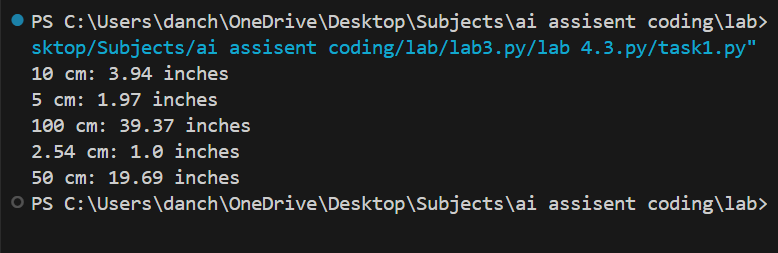 PS C:\Users\danch\OneDrive\Desktop\Subjects\ai assisent coding\lab>
sktop/Subjects/ai assisent coding/lab/lab3.py/lab 4.3.py/task1.py"
10 cm: 3.94 inches
5 cm: 1.97 inches
100 cm: 39.37 inches
2.54 cm: 1.0 inches
50 cm: 19.69 inches
PS C:\Users\danch\OneDrive\Desktop\Subjects\ai assisent coding\lab>